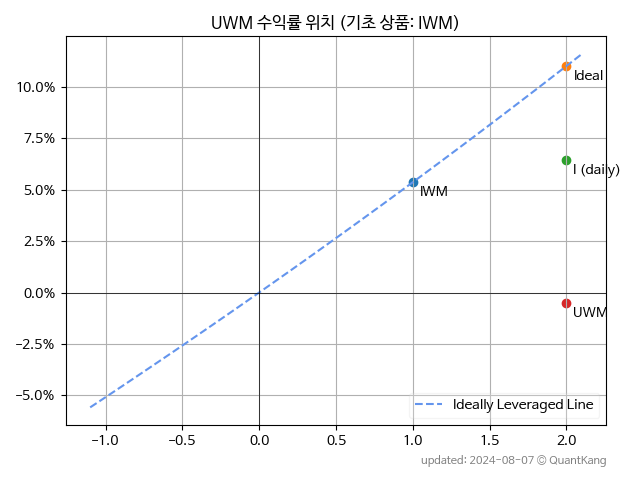 UWM 수익률 위치 (기초 상품: IWM)
10.0%
7.5%
5.0%
2.5%
0.0%
−2.5%
−5.0%
Ideal
I (daily)
IWM
UWM
Ideally Leveraged Line
−1.0 −0.5 0.0 0.5 1.0 1.5 2.0
updated: 2024-08-07 © QuantKang